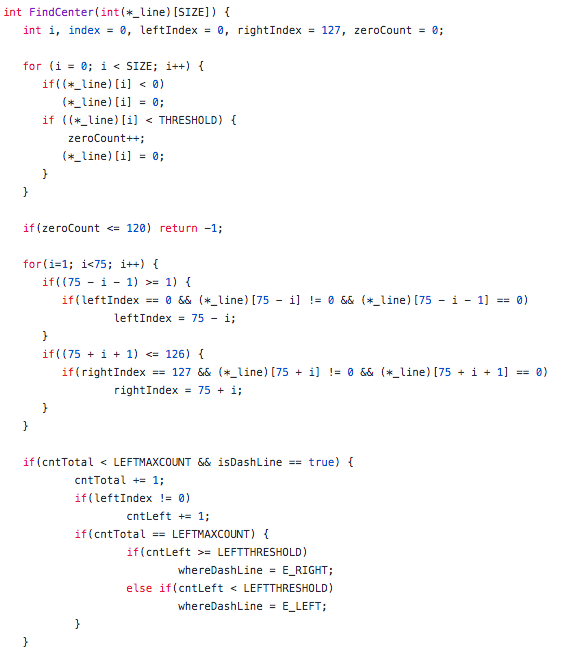 int FindCenter(int(*_line)[SIZE]) {
int i, index = 0, leftIndex = 0, rightIndex = 127, zeroCount = 0;
for (i = 0; i < SIZE; i++) {
if((*_line)[i] < 0)
(*_line)[i] = 0;
if ((*_line)[i] < THRESHOLD) {
zeroCount++;
(*_line)[i] = 0;
}
}
if(zeroCount <= 120) return -1;
for(i=1; i<75; i++) {
if((75 - i - 1) >= 1) {
if(leftIndex == 0 && (*_line)[75 - i] != 0 && (*_line)[75 - i - 1] == 0)
leftIndex = 75 - i;
}
if((75 + i + 1) <= 126) {
if(rightIndex == 127 && (*_line)[75 + i] != 0 && (*_line)[75 + i + 1] == 0)
rightIndex = 75 + i;
}
}
if(cntTotal < LEFTMAXCOUNT && isDashLine == true) {
cntTotal += 1;
if(leftIndex != 0)
cntLeft += 1;
if(cntTotal == LEFTMAXCOUNT) {
if(cntLeft >= LEFTTHRESHOLD)
whereDashLine = E_RIGHT;
else if(cntLeft < LEFTTHRESHOLD)
whereDashLine = E_LEFT;
}
}